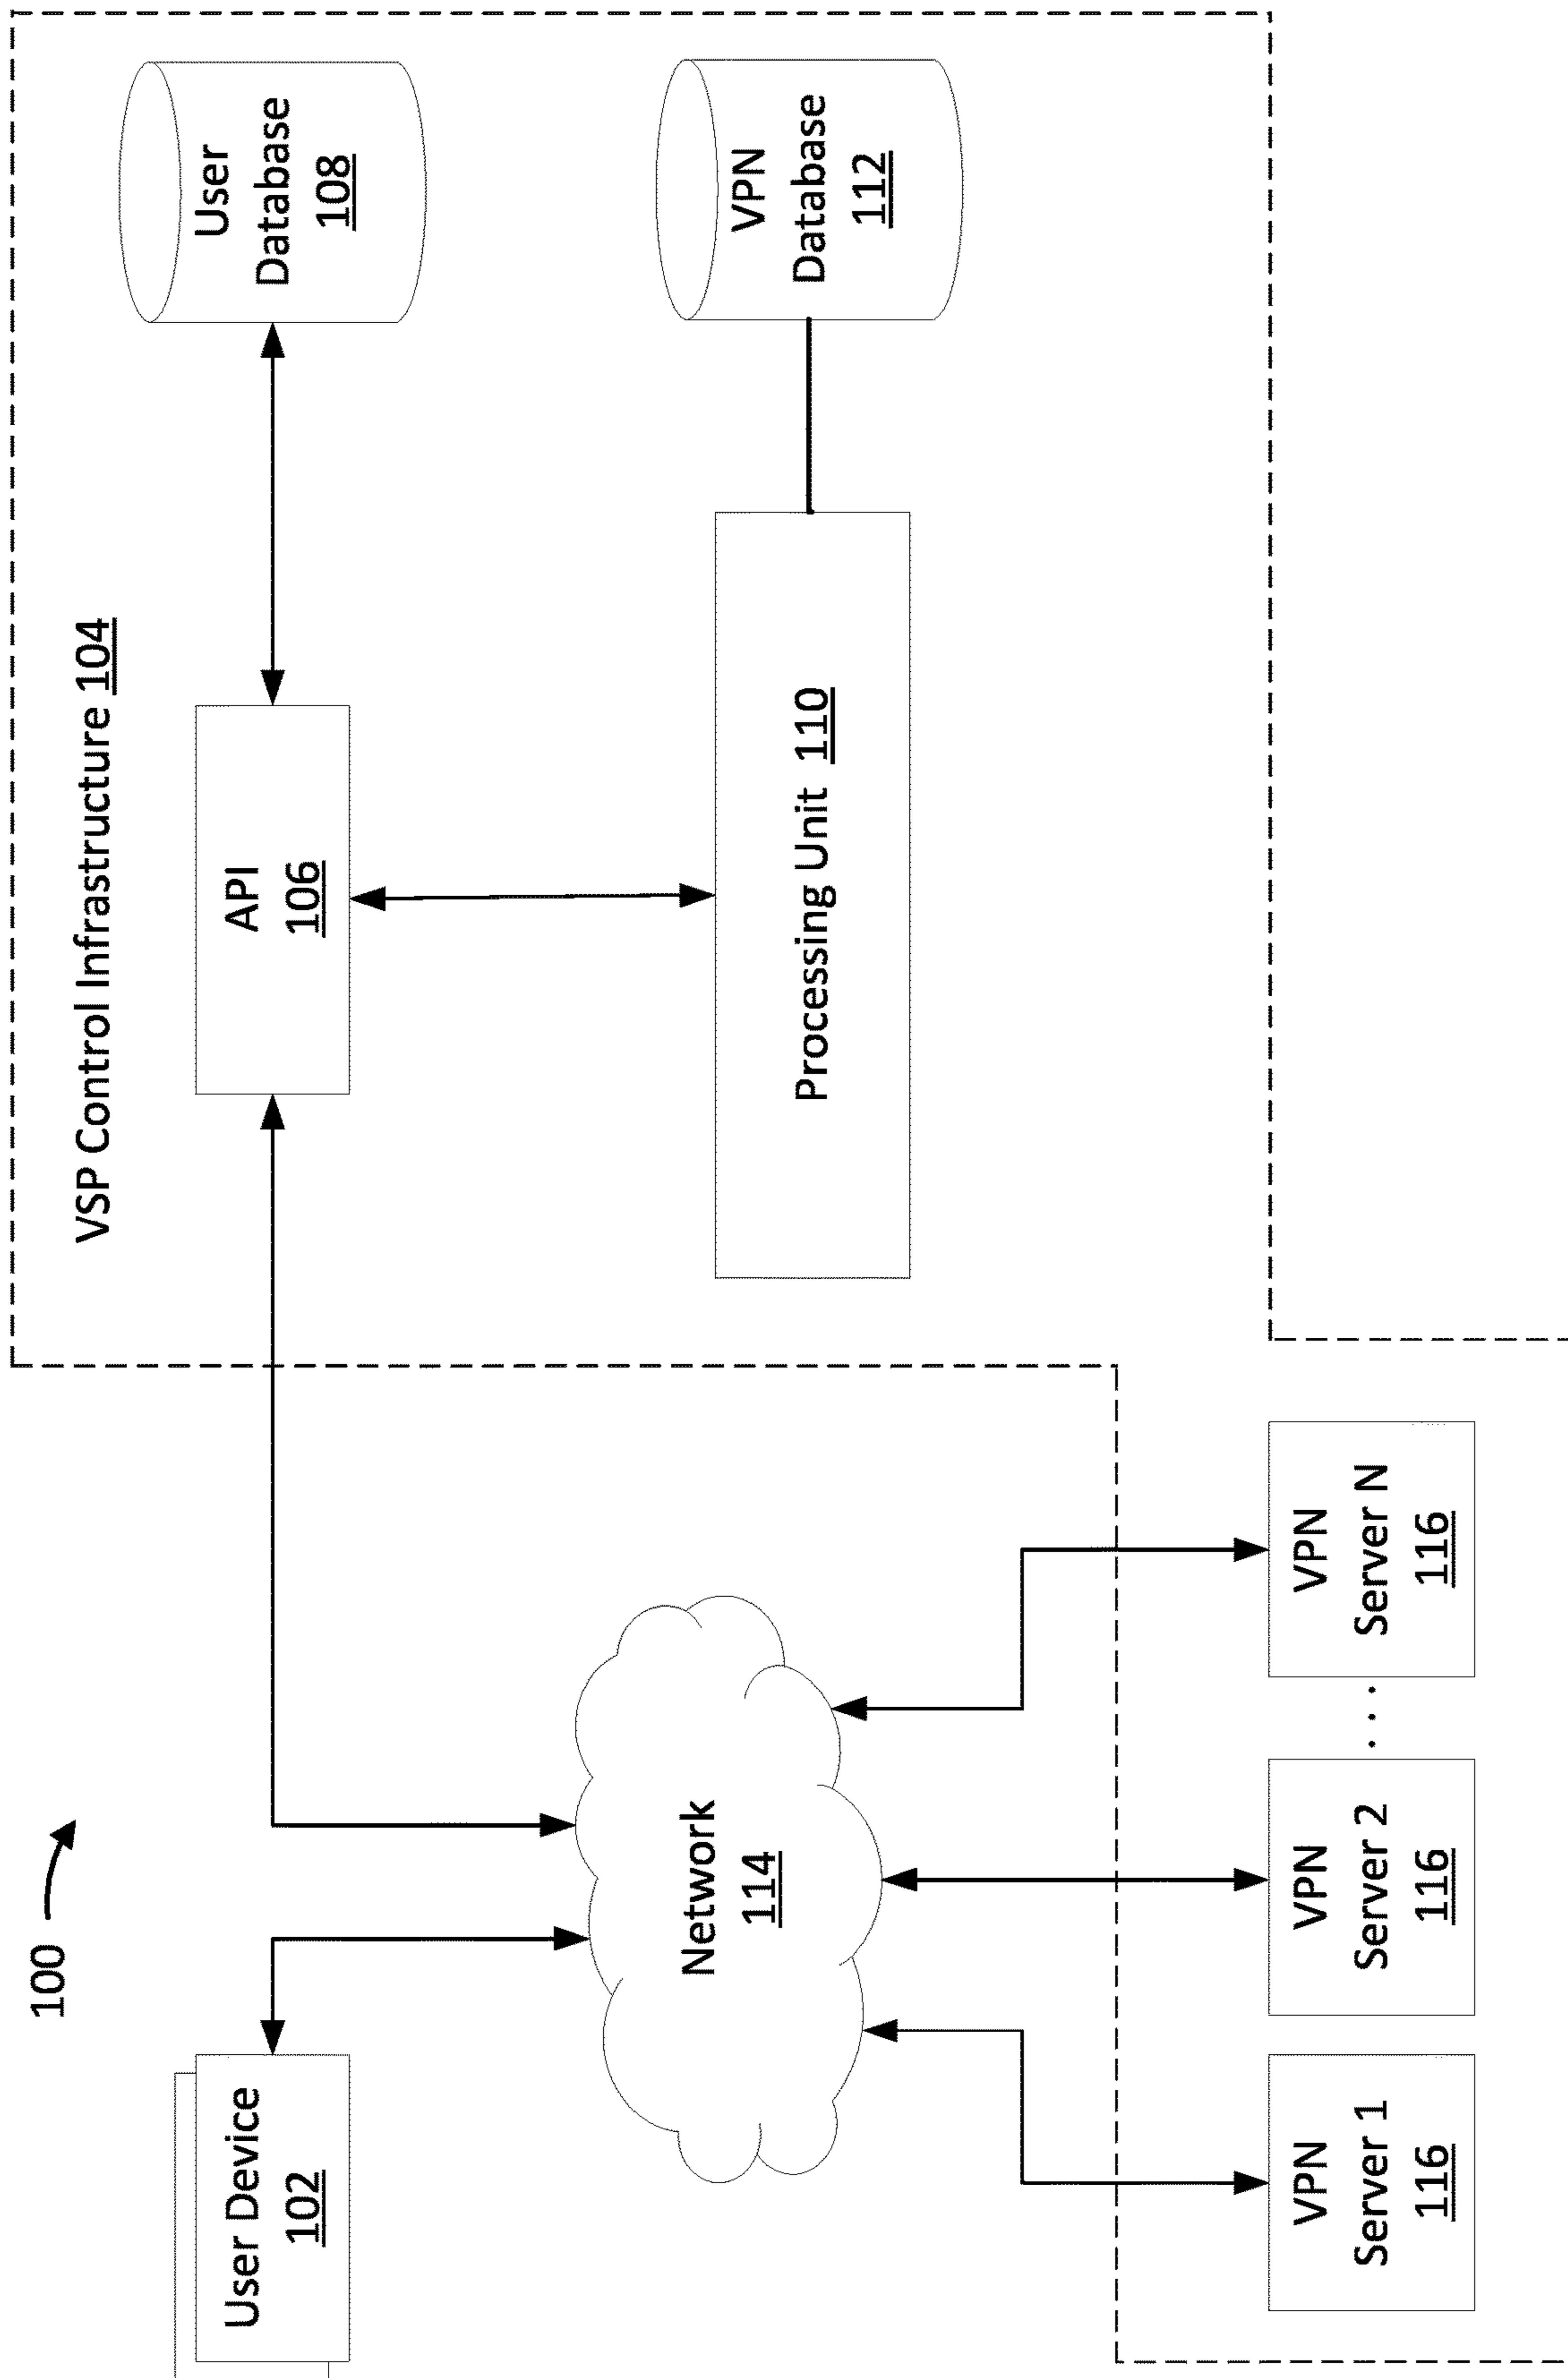 100
VSP Control Infrastructure 104
User Device
102
API
106
User
Database
108
Network
114
Processing Unit 110
VPN
Database
112
VPN
Server 1
116
VPN
Server 2
116
. . .
VPN
Server N
116